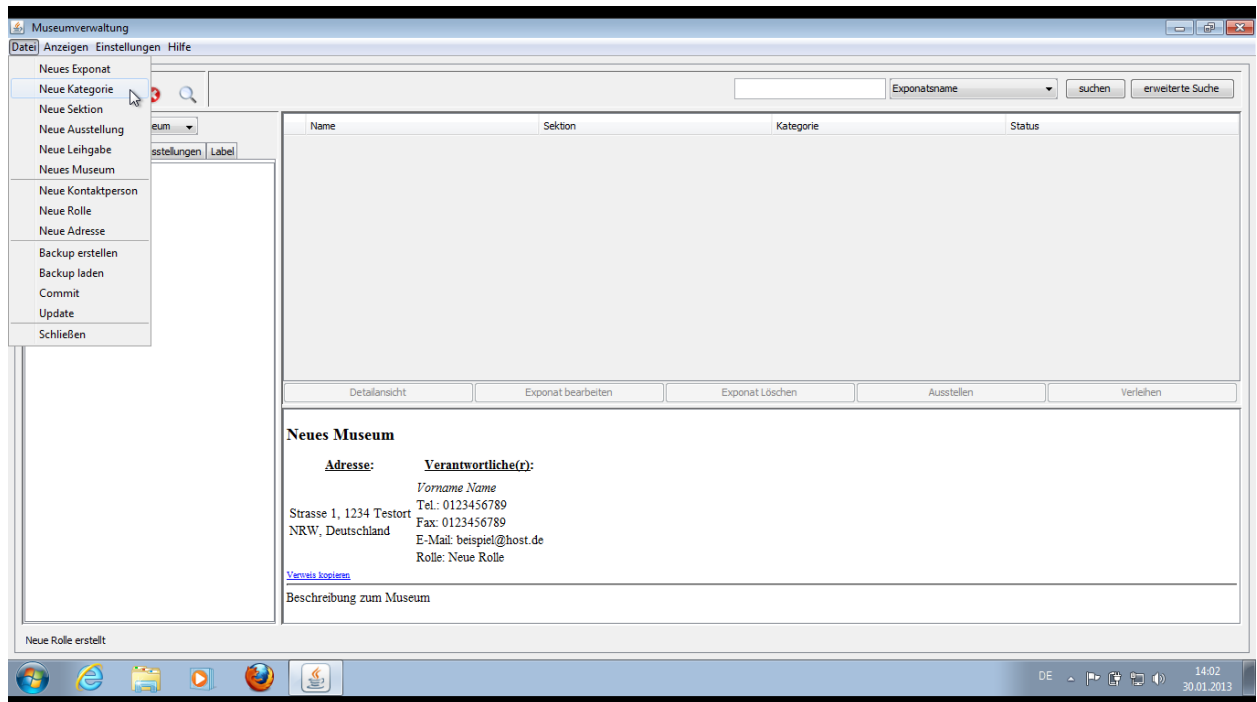 Museumverwaltung
Datei Anzeigen Einstellungen Hilfe
Neues Exponat
Neue Kategorie
Neue Sektion
Neue Ausstellung
Neue Leihgabe
Neues Museum
Neue Kontaktperson
Neue Rolle
Neue Adresse
Backup erstellen
Backup laden
Commit
Update
Schließen
Exponatsname suchen erweiterte Suche
eum
sstellungen Label
Name Sektion Kategorie Status
Detailansicht Exponat bearbeiten Exponat Löschen Ausstellen Verleihen
Neues Museum
Adresse: Verantwortliche(r):
Vorname Name
Strasse 1, 1234 Testort Tel.: 0123456789
NRW, Deutschland Fax: 0123456789
E-Mail: beispiel@host.de
Rolle: Neue Rolle
Verweis kopieren
Beschreibung zum Museum
Neue Rolle erstellt
DE 14:02
30.01.2013